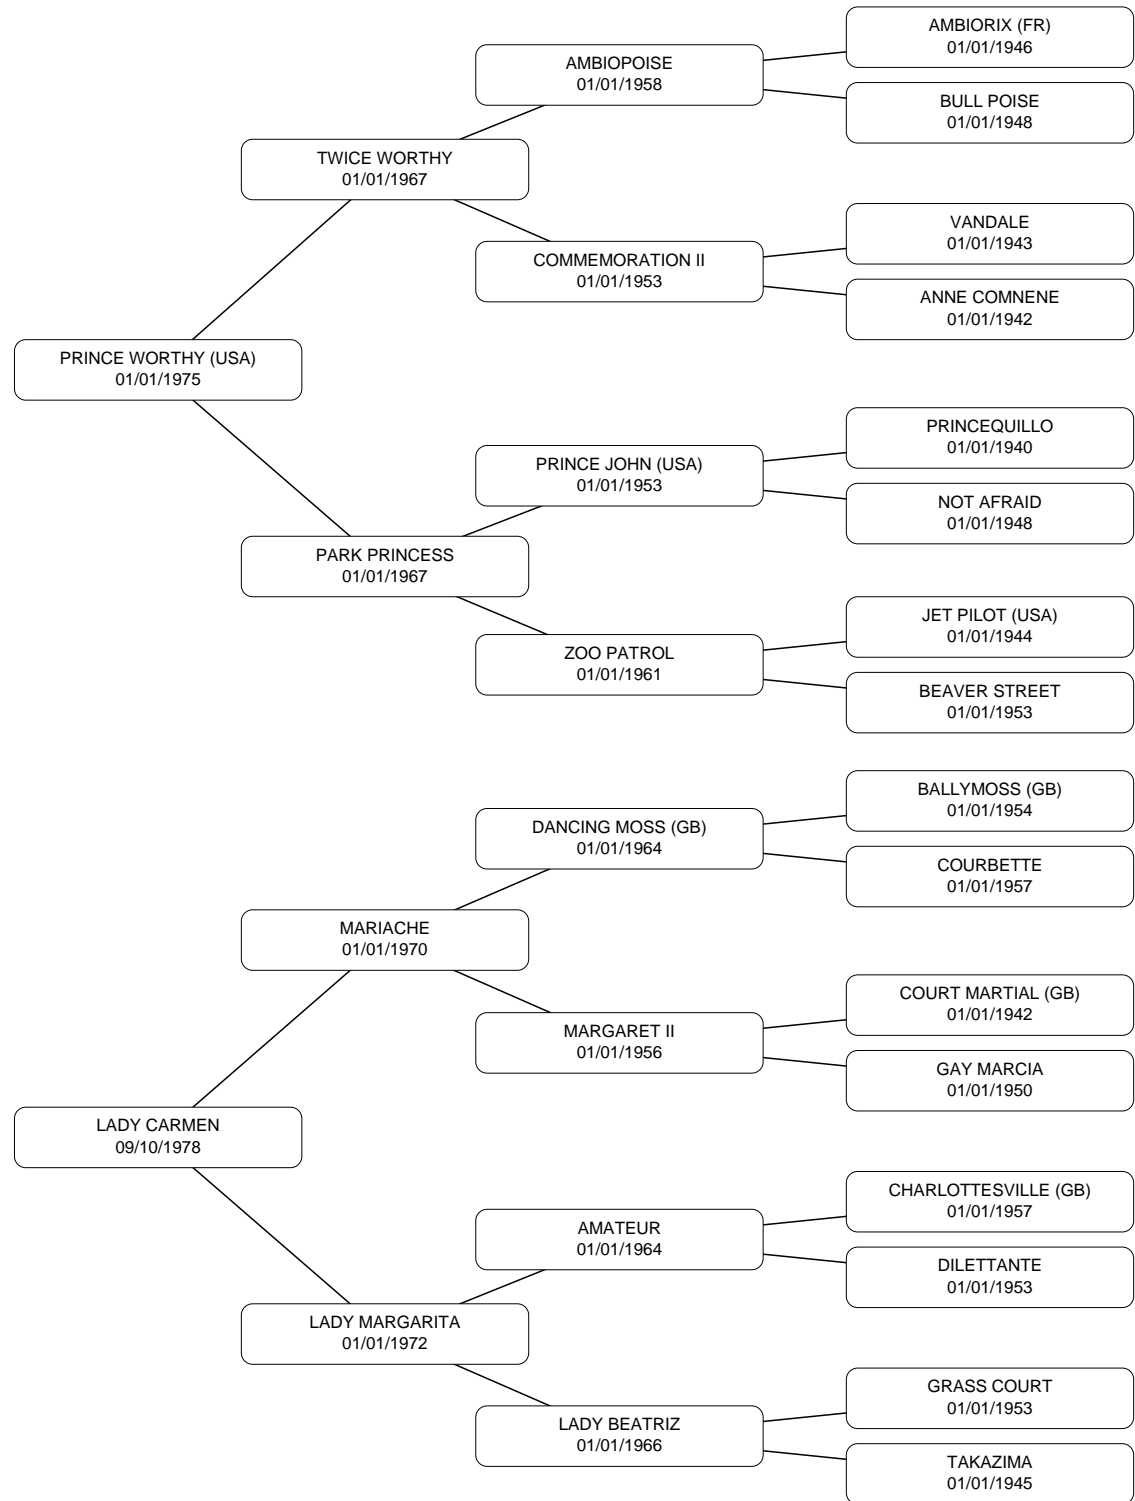 AMBIORIX (FR)
01/01/1946
AMBIOPOISE
01/01/1958
BULL POISE
01/01/1948
TWICE WORTHY
01/01/1967
VANDALE
01/01/1943
COMMEMORATION II
01/01/1953
ANNE COMNENE
01/01/1942
PRINCE WORTHY (USA)
01/01/1975
PRINCEQUILLO
01/01/1940
PRINCE JOHN (USA)
01/01/1953
NOT AFRAID
01/01/1948
PARK PRINCESS
01/01/1967
JET PILOT (USA)
01/01/1944
ZOO PATROL
01/01/1961
BEAVER STREET
01/01/1953
BALLYMOSS (GB)
01/01/1954
DANCING MOSS (GB)
01/01/1964
COURBETTE
01/01/1957
MARIACHE
01/01/1970
COURT MARTIAL (GB)
01/01/1942
MARGARET II
01/01/1956
GAY MARCIA
01/01/1950
LADY CARMEN
09/10/1978
CHARLOTTESVILLE (GB)
01/01/1957
AMATEUR
01/01/1964
DILETTANTE
01/01/1953
LADY MARGARITA
01/01/1972
GRASS COURT
01/01/1953
LADY BEATRIZ
01/01/1966
TAKAZIMA
01/01/1945